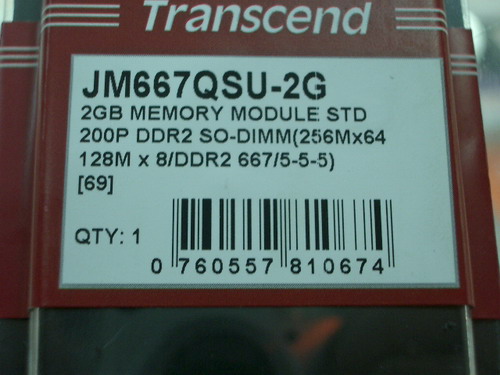 Transcend
JM667QSU-2G
2GB MEMORY MODULE STD
200P DDR2 SO-DIMM(256Mx64
128M x 8/DDR2 667/5-5-5)
[69]
QTY: 1
0 760557 810674